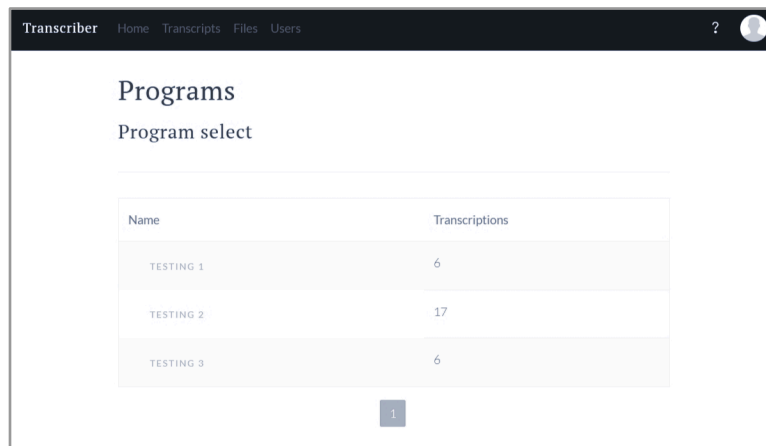 Transcriber Home Transcripts Files Users ?
Programs
Program select
Name Transcriptions
TESTING 1 6
TESTING 2 17
TESTING 3 6
1